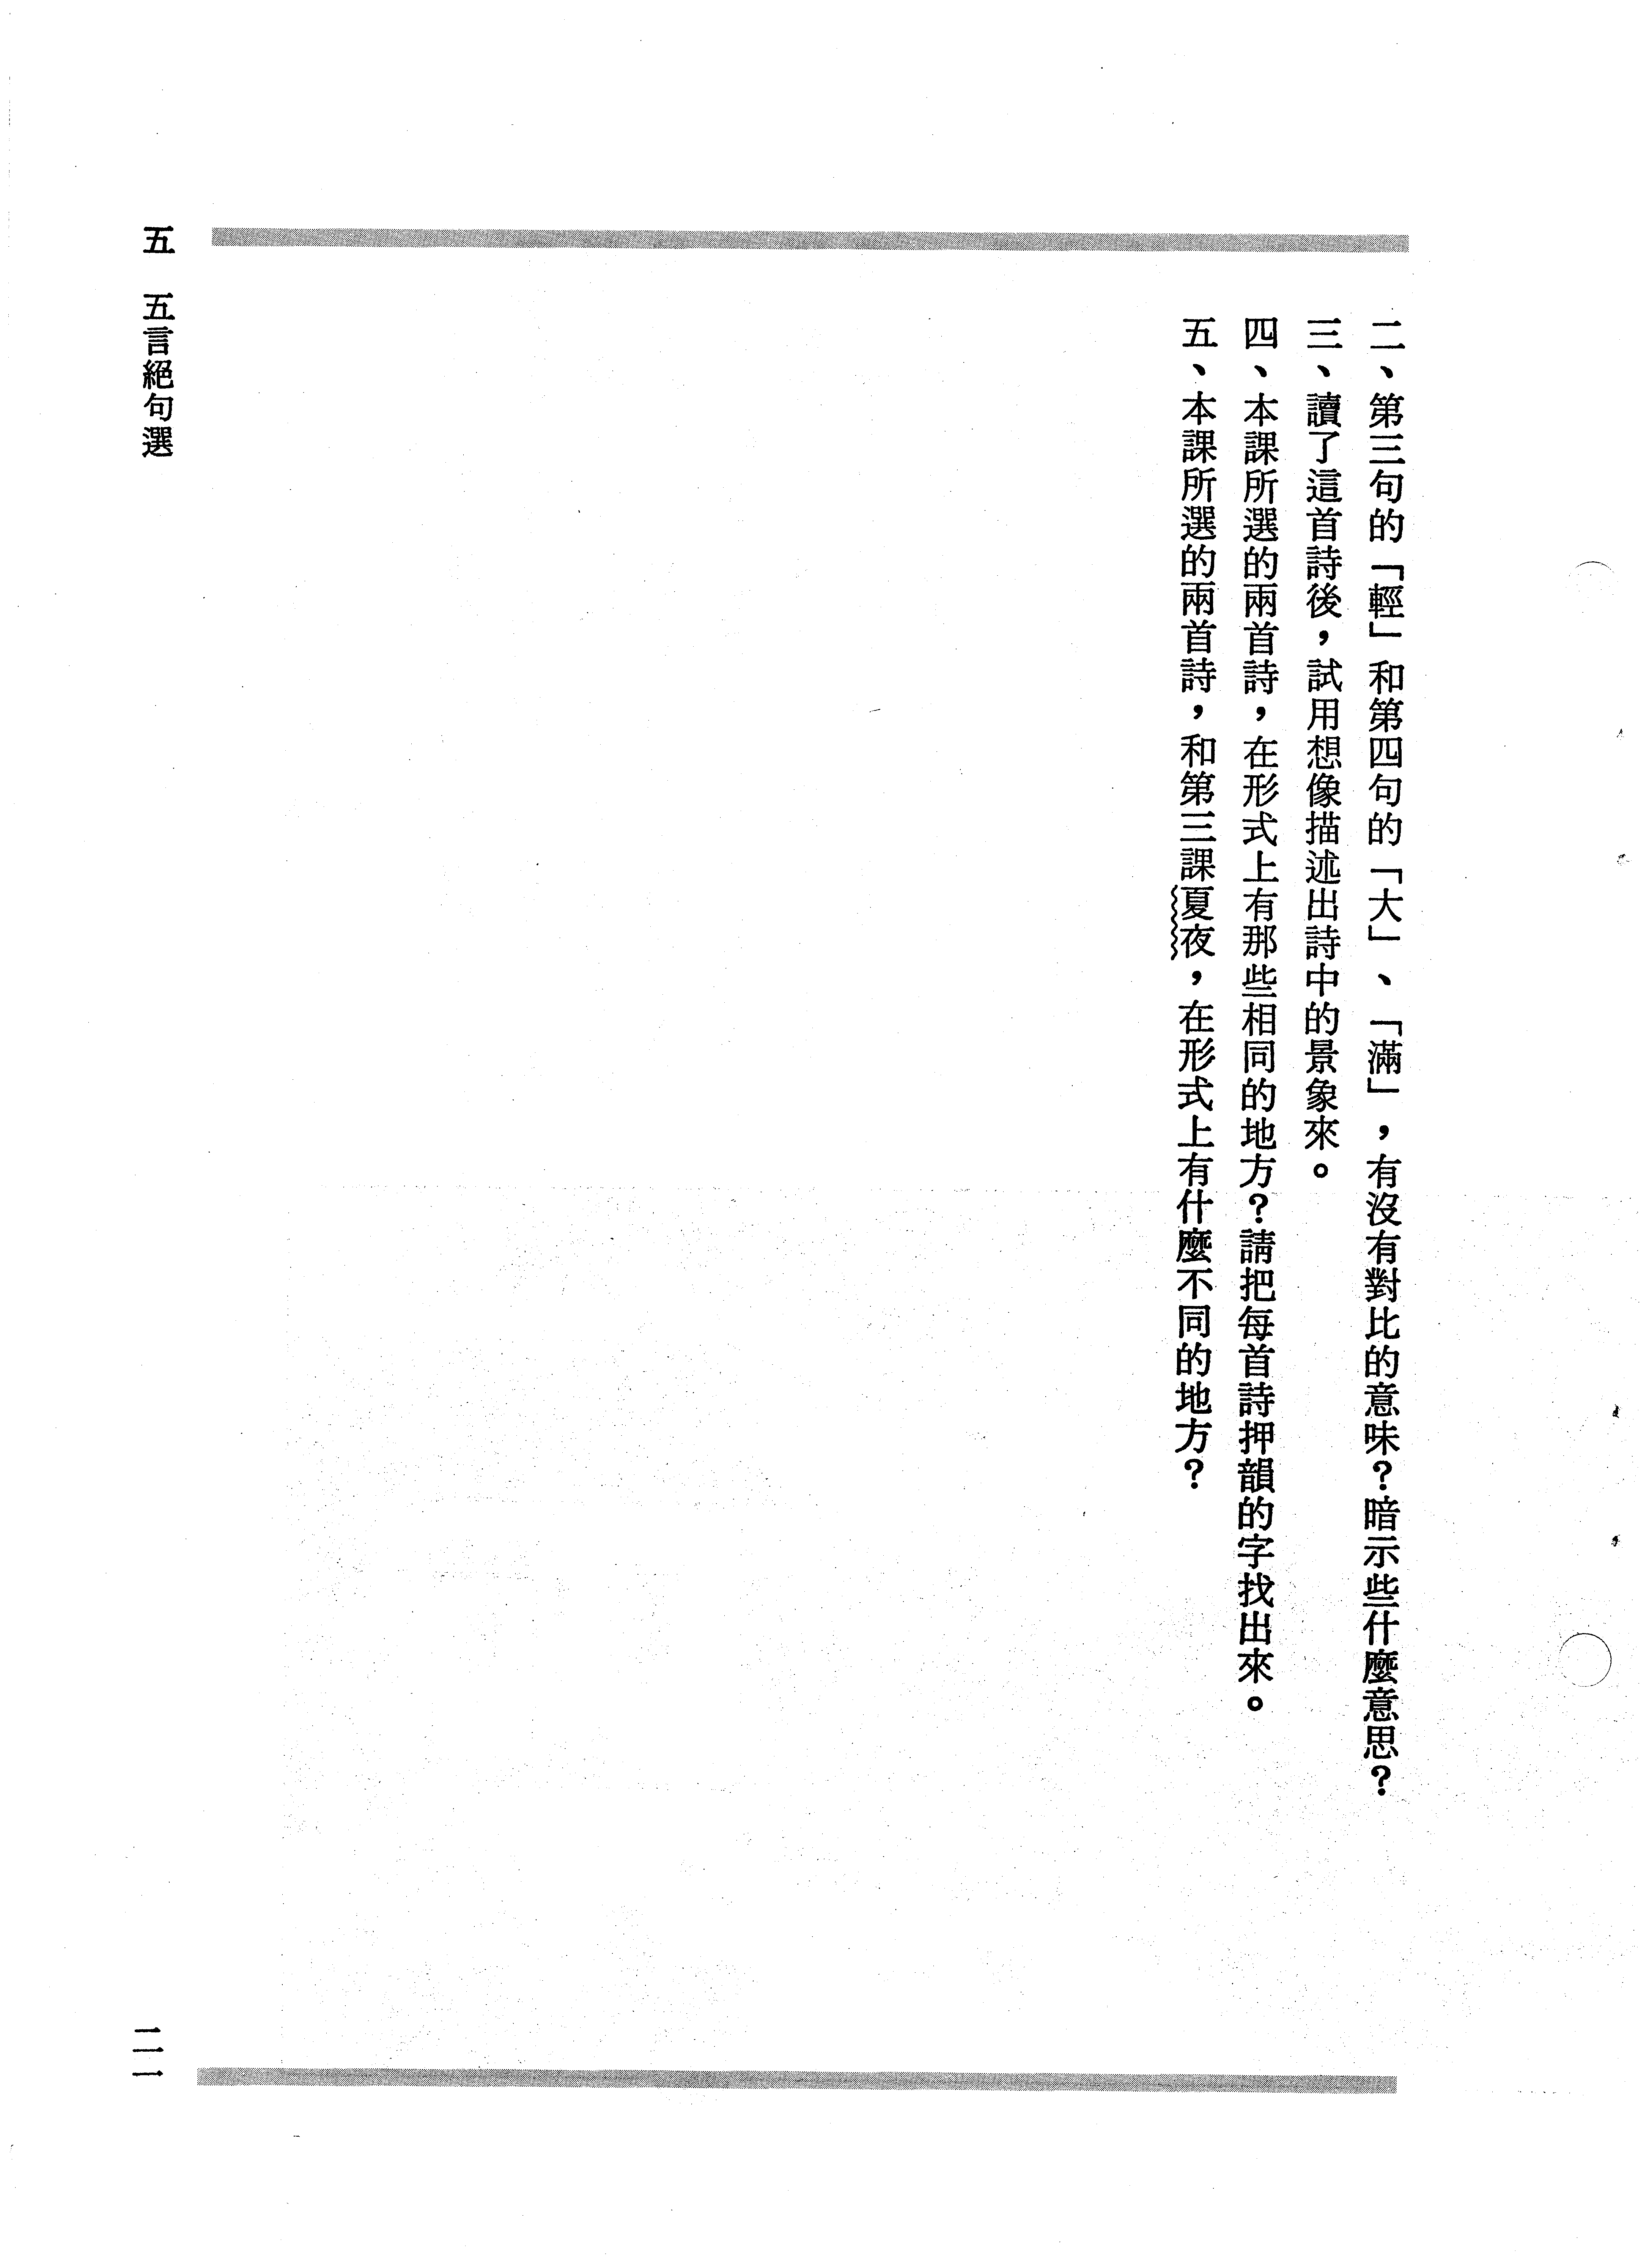 二、第三句的「輕」和第四句的「大」、「滿」，有沒有對比的意味？暗示些什麼意思？
三、讀了這首詩後，試用想像描述出詩中的景象來。
四、本課所選的兩首詩，在形式上有那些相同的地方？請把每首詩押韻的字找出來。
五、本課所選的兩首詩，和第三課夏夜，在形式上有什麼不同的地方？
五　五言絕句選
二一